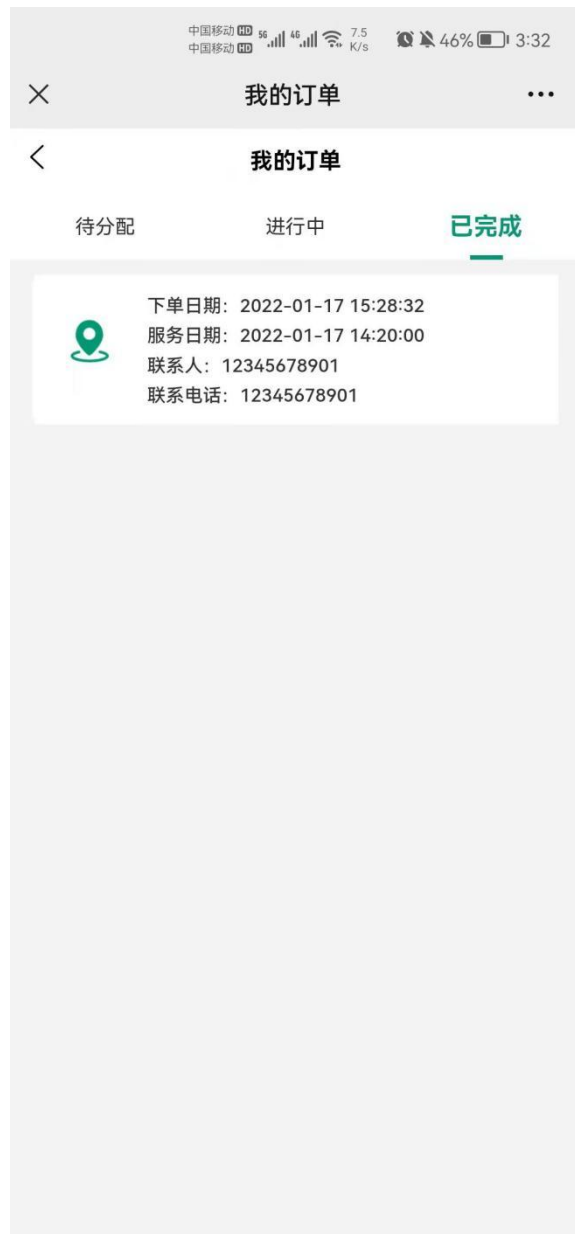 中国移动 HD 5G 4G 7.5 46% 3:32
中国移动 HD K/s
我的订单
我的订单
待分配 进行中 已完成
下单日期：2022-01-17 15:28:32
服务日期：2022-01-17 14:20:00
联系人：12345678901
联系电话：12345678901